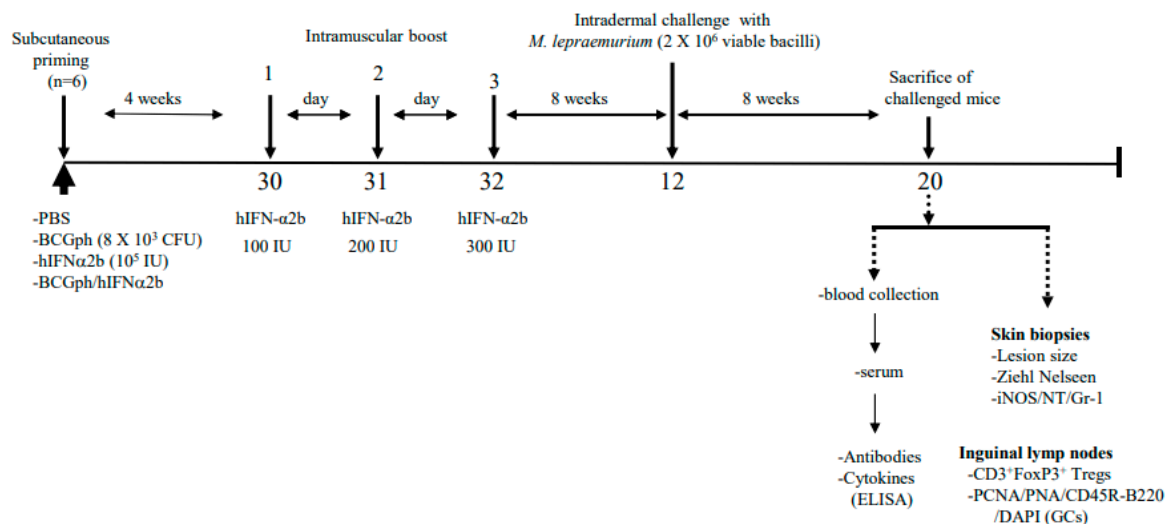 Subcutaneous
priming
(n=6)
Intramuscular boost
Intradermal challenge with
M. lepraemurium (2 X 10⁶ viable bacilli)
Sacrifice of
challenged mice
4 weeks
1
day
2
day
3
8 weeks
8 weeks
30
31
32
12
20
-PBS
-BCGph (8 X 10³ CFU)
-hIFNα2b (10⁵ IU)
-BCGph/hIFNα2b
hIFN-α2b
100 IU
hIFN-α2b
200 IU
hIFN-α2b
300 IU
-blood collection
-serum
-Antibodies
-Cytokines
(ELISA)
Skin biopsies
-Lesion size
-Ziehl Nelseen
-iNOS/NT/Gr-1
Inguinal lymp nodes
-CD3⁺FoxP3⁺ Tregs
-PCNA/PNA/CD45R-B220
/DAPI (GCs)